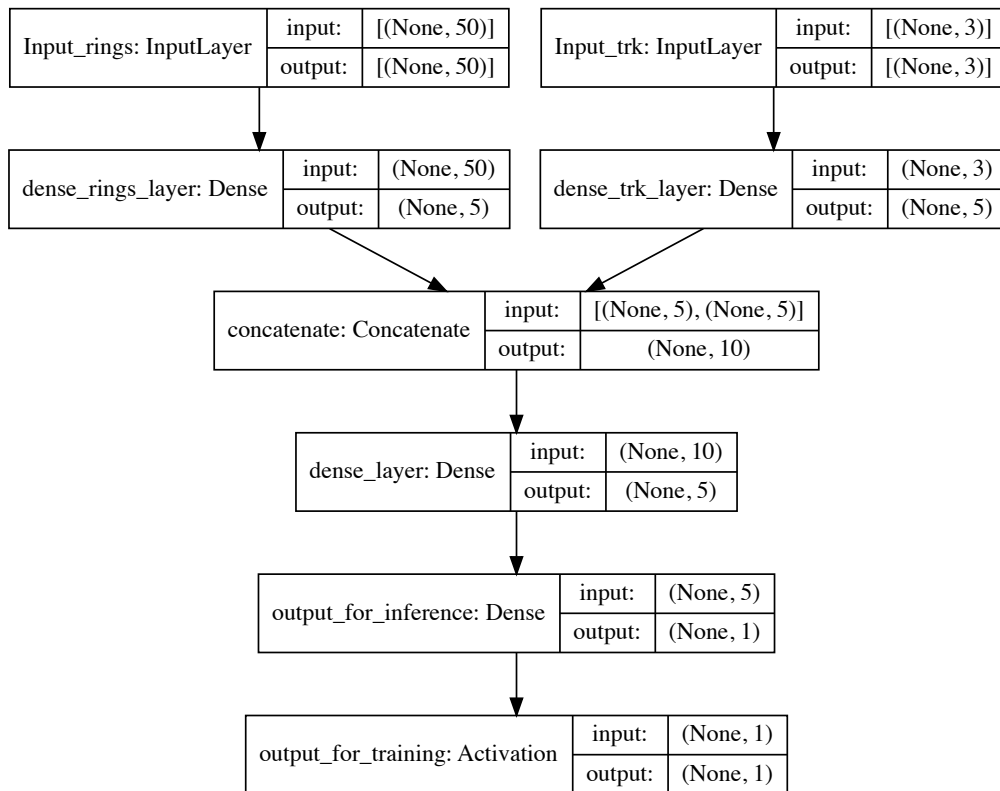 Input_rings: InputLayer
input: [(None, 50)]
output: [(None, 50)]
Input_trk: InputLayer
input: [(None, 3)]
output: [(None, 3)]
dense_rings_layer: Dense
input: (None, 50)
output: (None, 5)
dense_trk_layer: Dense
input: (None, 3)
output: (None, 5)
concatenate: Concatenate
input: [(None, 5), (None, 5)]
output: (None, 10)
dense_layer: Dense
input: (None, 10)
output: (None, 5)
output_for_inference: Dense
input: (None, 5)
output: (None, 1)
output_for_training: Activation
input: (None, 1)
output: (None, 1)